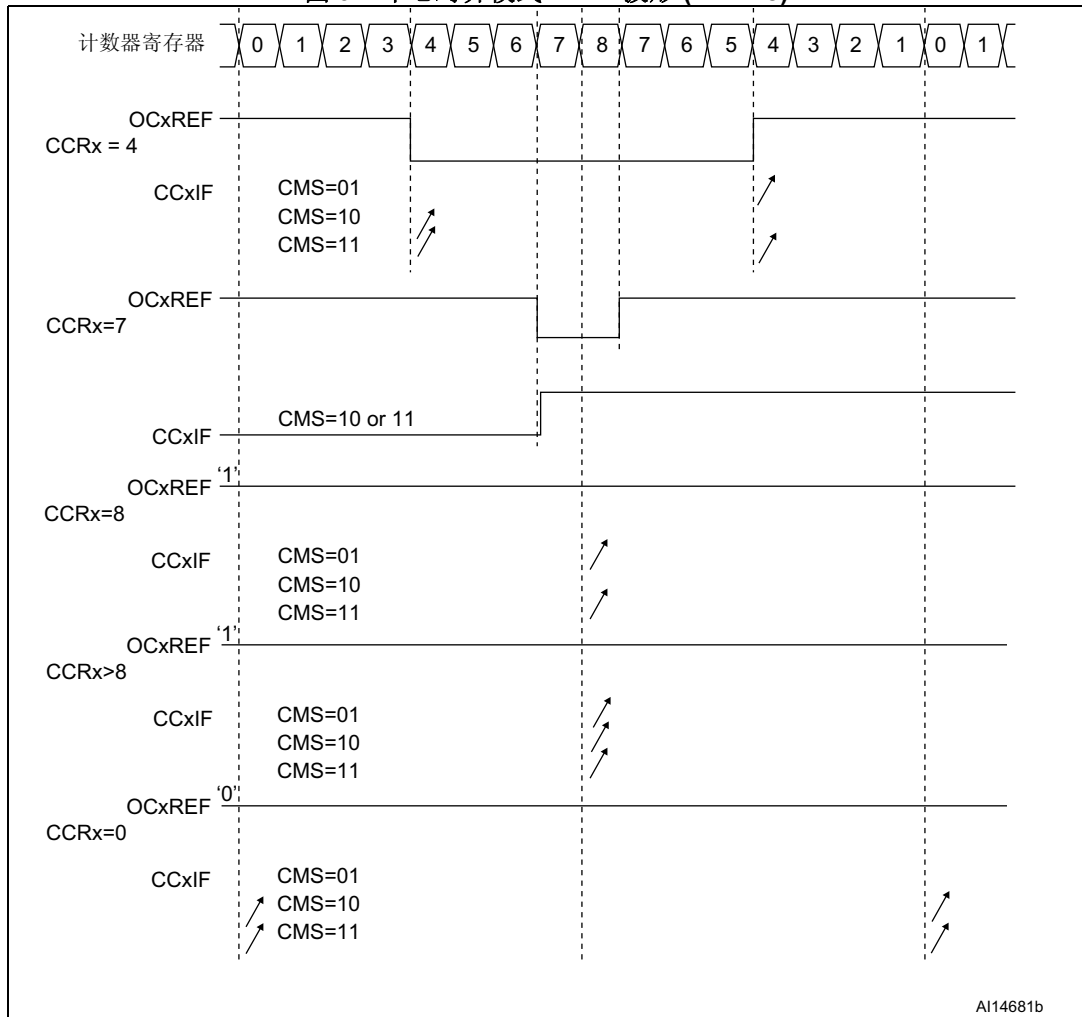 计数器寄存器 0 1 2 3 4 5 6 7 8 7 6 5 4 3 2 1 0 1
OCxREF
CCRx = 4
CCxIF
CMS=01
CMS=10
CMS=11
OCxREF
CCRx=7
CMS=10 or 11
CCxIF
OCxREF '1'
CCRx=8
CCxIF
CMS=01
CMS=10
CMS=11
OCxREF '1'
CCRx>8
CCxIF
CMS=01
CMS=10
CMS=11
OCxREF '0'
CCRx=0
CCxIF
CMS=01
CMS=10
CMS=11
AI14681b